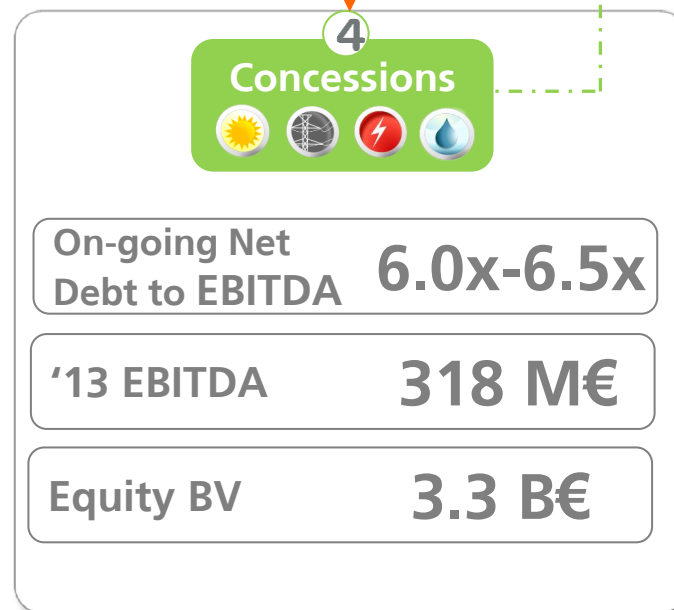 4
Concessions
On-going Net
Debt to EBITDA
6.0x-6.5x
‘13 EBITDA
318 M€
Equity BV
3.3 B€